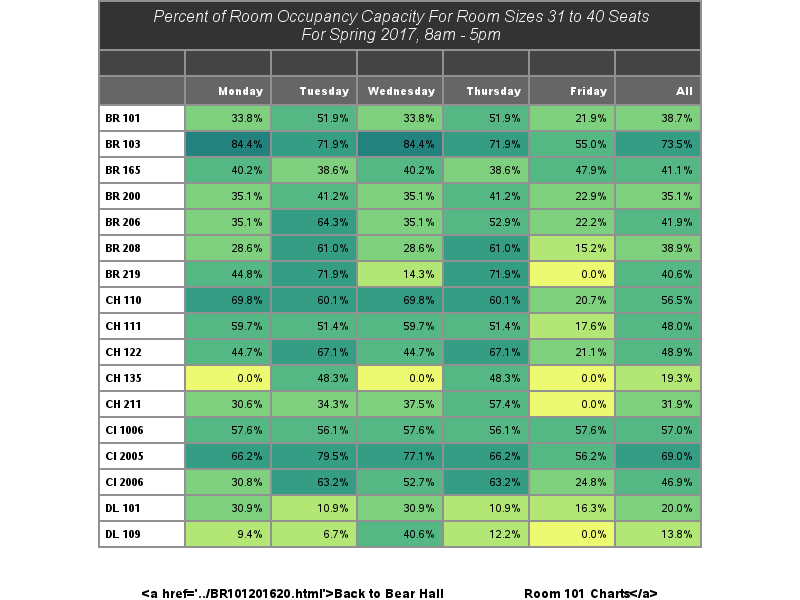 Percent of Room Occupancy Capacity For Room Sizes 31 to 40 Seats
For Spring 2017, 8am - 5pm
Monday Tuesday Wednesday Thursday Friday All
BR 101 33.8% 51.9% 33.8% 51.9% 21.9% 38.7%
BR 103 84.4% 71.9% 84.4% 71.9% 55.0% 73.5%
BR 165 40.2% 38.6% 40.2% 38.6% 47.9% 41.1%
BR 200 35.1% 41.2% 35.1% 41.2% 22.9% 35.1%
BR 206 35.1% 64.3% 35.1% 52.9% 22.2% 41.9%
BR 208 28.6% 61.0% 28.6% 61.0% 15.2% 38.9%
BR 219 44.8% 71.9% 14.3% 71.9% 0.0% 40.6%
CH 110 69.8% 60.1% 69.8% 60.1% 20.7% 56.5%
CH 111 59.7% 51.4% 59.7% 51.4% 17.6% 48.0%
CH 122 44.7% 67.1% 44.7% 67.1% 21.1% 48.9%
CH 135 0.0% 48.3% 0.0% 48.3% 0.0% 19.3%
CH 211 30.6% 34.3% 37.5% 57.4% 0.0% 31.9%
CI 1006 57.6% 56.1% 57.6% 56.1% 57.6% 57.0%
CI 2005 66.2% 79.5% 77.1% 66.2% 56.2% 69.0%
CI 2006 30.8% 63.2% 52.7% 63.2% 24.8% 46.9%
DL 101 30.9% 10.9% 30.9% 10.9% 16.3% 20.0%
DL 109 9.4% 6.7% 40.6% 12.2% 0.0% 13.8%
<a href='../BR101201620.html'>Back to Bear Hall Room 101 Charts</a>